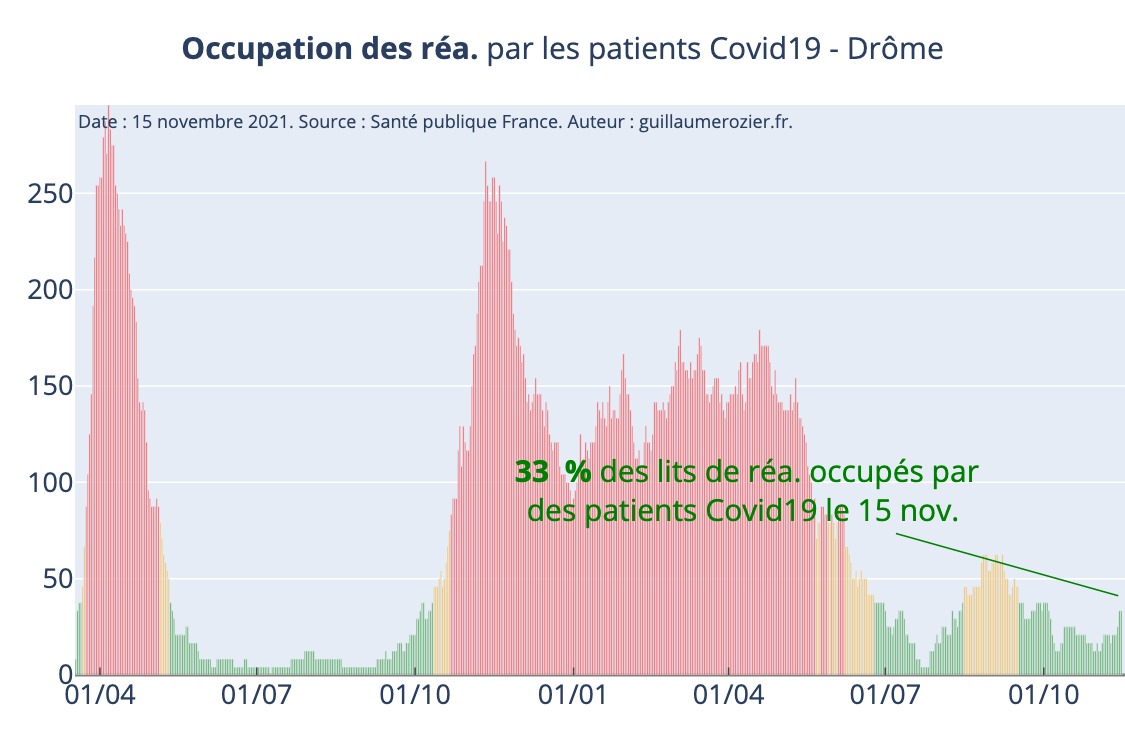 Occupation des réa. par les patients Covid19 - Drôme
Date : 15 novembre 2021. Source : Santé publique France. Auteur : guillaumerozier.fr.
250
200
150
100
50
0
33 % des lits de réa. occupés par
des patients Covid19 le 15 nov.
01/04 01/07 01/10 01/01 01/04 01/07 01/10